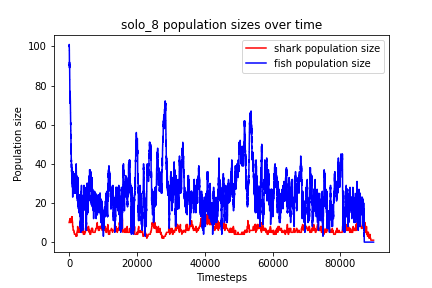 solo_8 population sizes over time
shark population size
fish population size
Population size
100
80
60
40
20
0
0
20000
40000
60000
80000
Timesteps